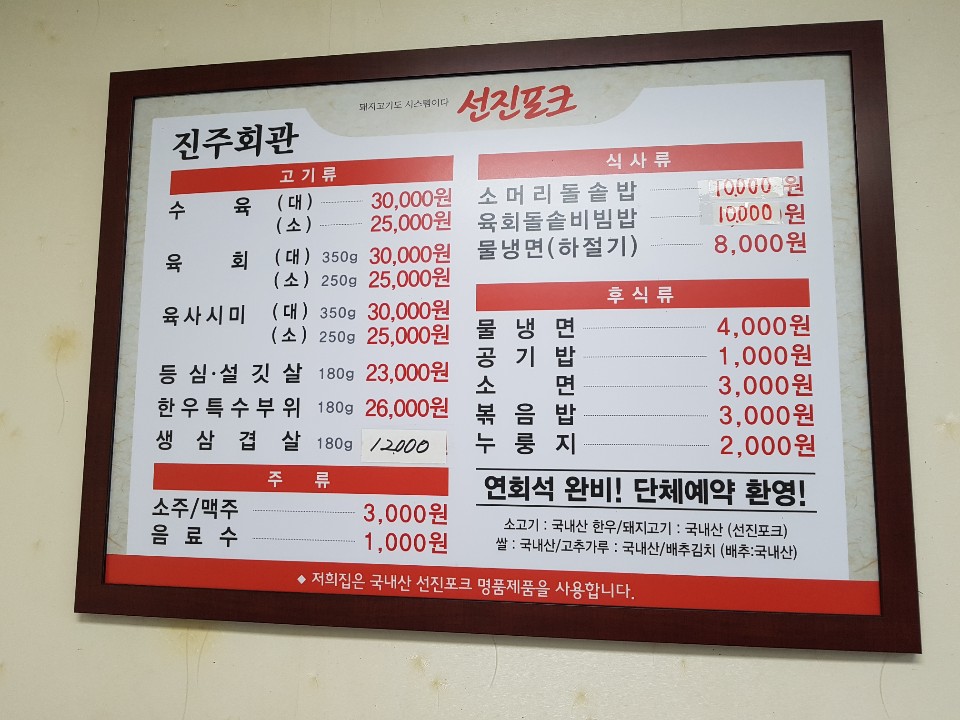 돼지고기도 시스템이다 선진포크
진주회관
고기류
수육 (대) 30,000원
(소) 25,000원
육회 (대) 350g 30,000원
(소) 250g 25,000원
육사시미 (대) 350g 30,000원
(소) 250g 25,000원
등심·설깃살 180g 23,000원
한우특수부위 180g 26,000원
생삼겹살 180g 12000
주류
소주/맥주 3,000원
음료수 1,000원
식사류
소머리돌솥밥 10,000원
육회돌솥비빔밥 10,000원
물냉면(하절기) 8,000원
후식류
물냉면 4,000원
공기밥 1,000원
소면 3,000원
볶음밥 3,000원
누룽지 2,000원
연회석 완비! 단체예약 환영!
소고기 : 국내산 한우/돼지고기 : 국내산 (선진포크)
쌀 : 국내산/고추가루 : 국내산/배추김치 (배추:국내산)
◆ 저희집은 국내산 선진포크 명품제품을 사용합니다.